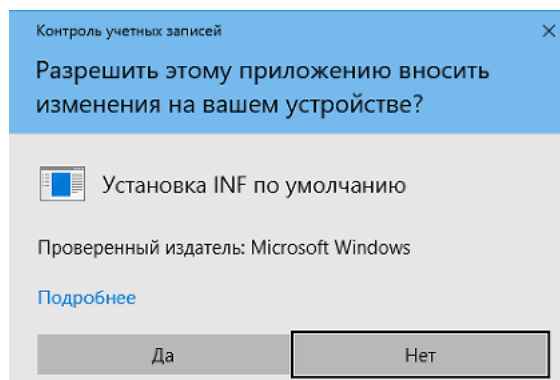 Контроль учетных записей
Разрешить этому приложению вносить
изменения на вашем устройстве?
Установка INF по умолчанию
Проверенный издатель: Microsoft Windows
Подробнее
Да
Нет